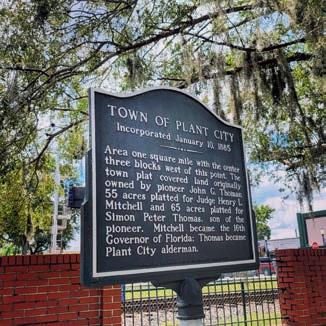 TOWN OF PLANT CITY
Incorporated January 10, 1885
Area one square mile with the center
three blocks west of this point. The
town plat covered land originally
owned by pioneer John G. Thomas
55 acres platted for Judge Henry L.
Mitchell and 65 acres platted for
Simon Peter Thomas, son of the
pioneer. Mitchell became the 16th
Governor of Florida; Thomas became
Plant City alderman.